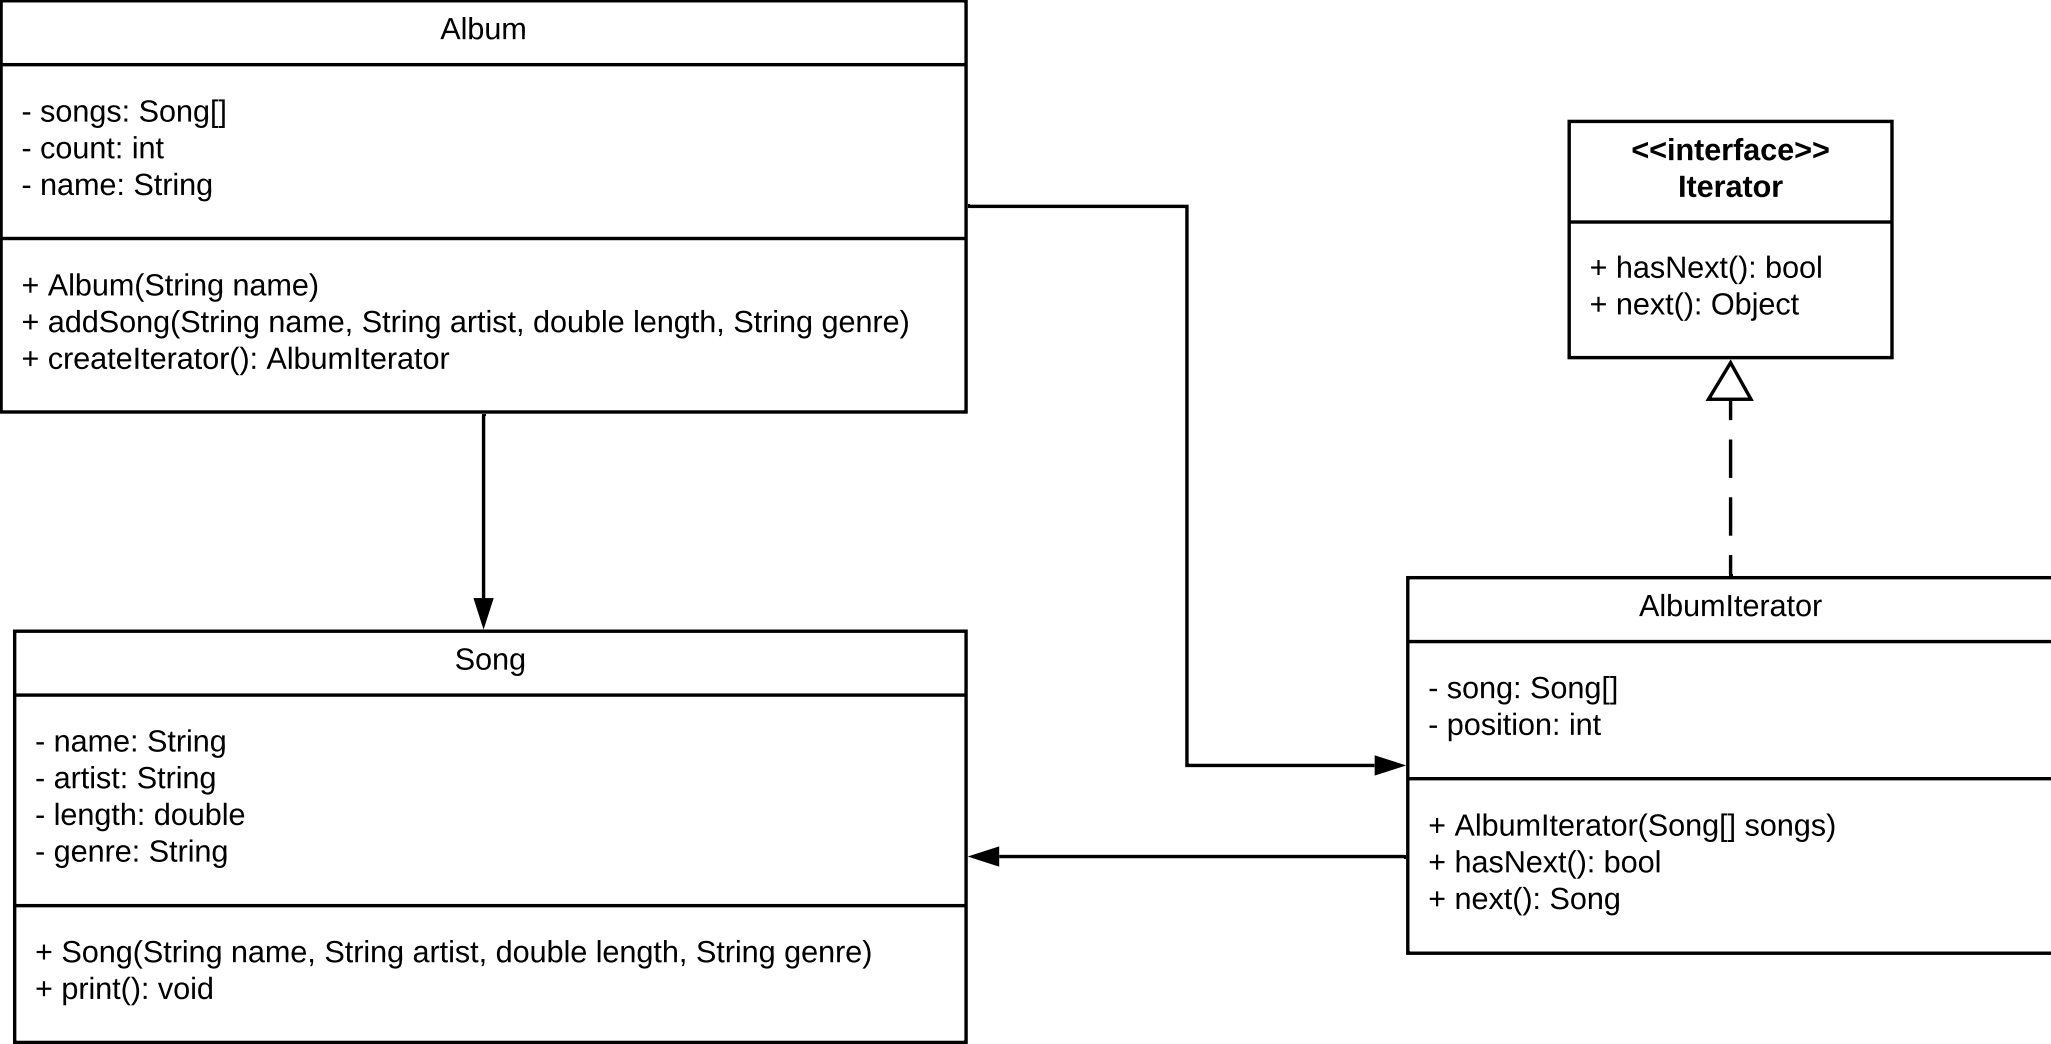 Album
- songs: Song[]
- count: int
- name: String
+ Album(String name)
+ addSong(String name, String artist, double length, String genre)
+ createIterator(): AlbumIterator
<<interface>>
Iterator
+ hasNext(): bool
+ next(): Object
Song
- name: String
- artist: String
- length: double
- genre: String
+ Song(String name, String artist, double length, String genre)
+ print(): void
AlbumIterator
- song: Song[]
- position: int
+ AlbumIterator(Song[] songs)
+ hasNext(): bool
+ next(): Song